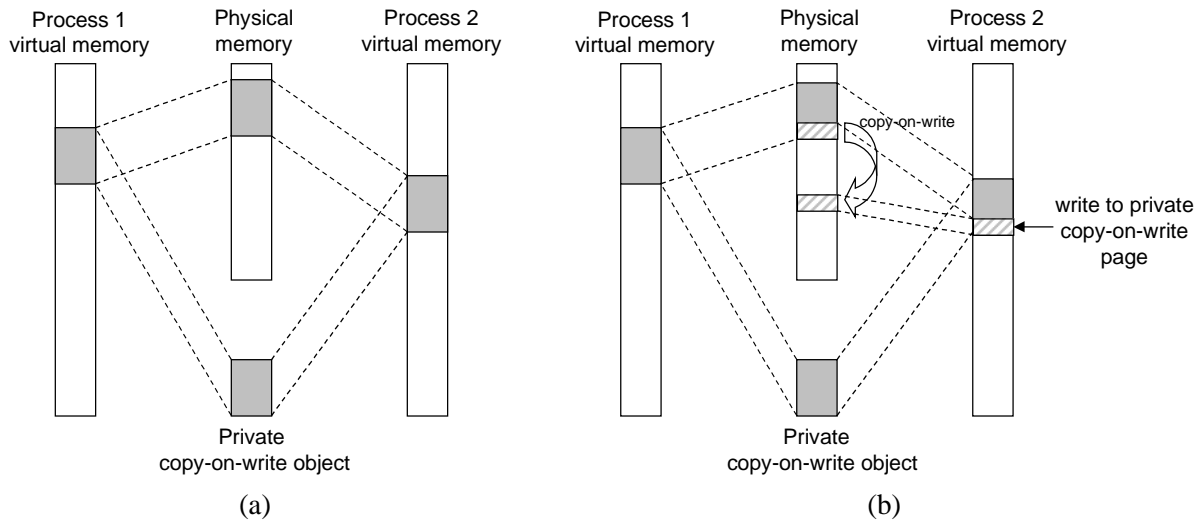 Process 1
virtual memory
Physical
memory
Process 2
virtual memory
Private
copy-on-write object
(a)
Process 1
virtual memory
Physical
memory
Process 2
virtual memory
copy-on-write
write to private
copy-on-write
page
Private
copy-on-write object
(b)